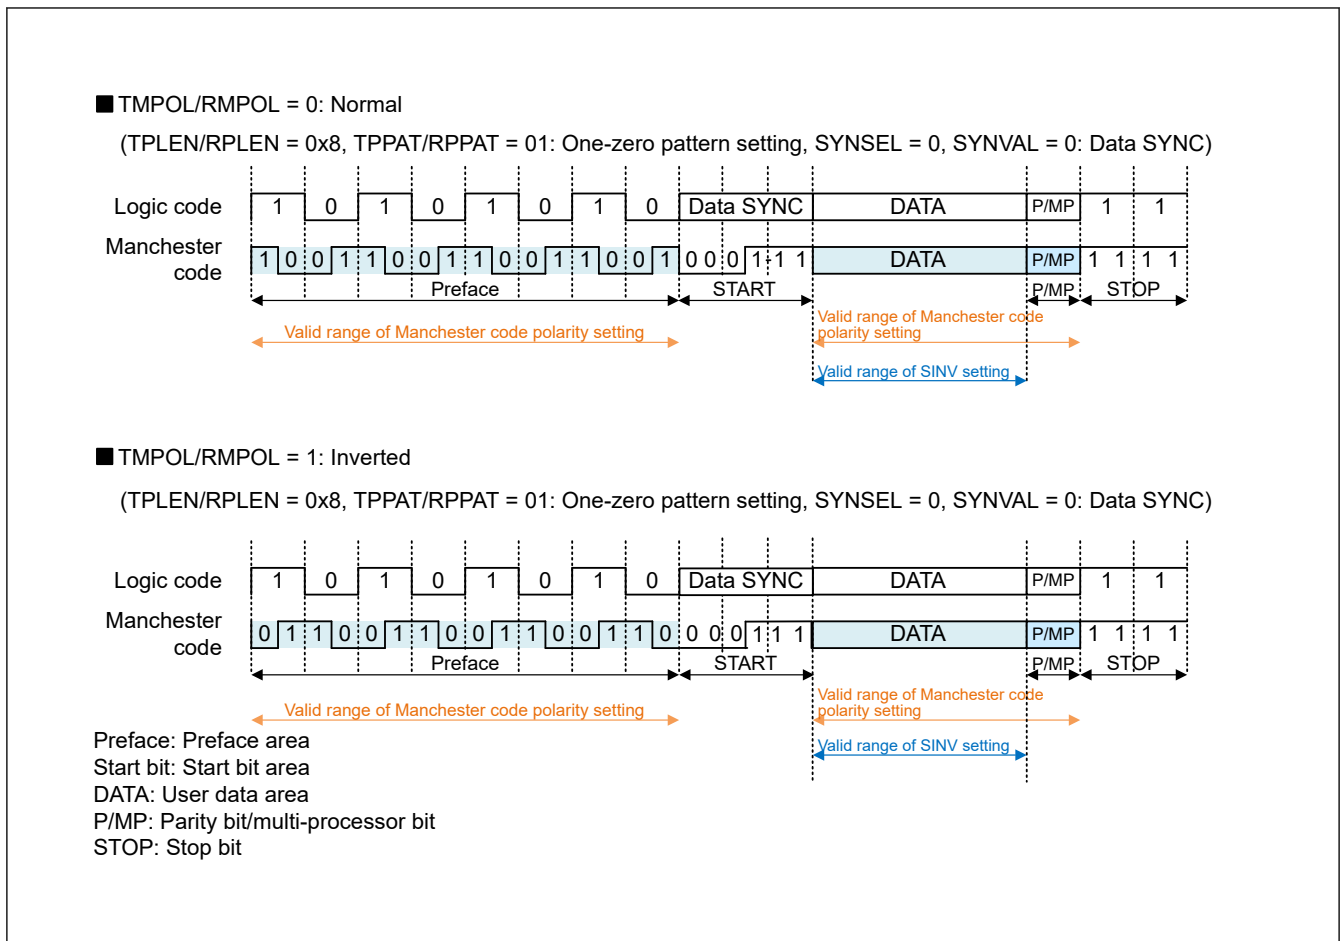 ■ TMPOL/RMPOL = 0: Normal
(TPLEN/RPLEN = 0x8, TPPAT/RPPAT = 01: One-zero pattern setting, SYNSEL = 0, SYNVAL = 0: Data SYNC)
Logic code 1 0 1 0 1 0 1 0 Data SYNC DATA P/MP 1 1
Manchester
code 1 0 0 1 1 0 0 1 1 0 0 1 1 0 0 1 0 0 0 1 1 1 DATA P/MP 1 1 1 1
Preface START P/MP STOP
Valid range of Manchester code polarity setting
Valid range of Manchester code
polarity setting
Valid range of SINV setting
■ TMPOL/RMPOL = 1: Inverted
(TPLEN/RPLEN = 0x8, TPPAT/RPPAT = 01: One-zero pattern setting, SYNSEL = 0, SYNVAL = 0: Data SYNC)
Logic code 1 0 1 0 1 0 1 0 Data SYNC DATA P/MP 1 1
Manchester
code 0 1 1 0 0 1 1 0 0 1 1 0 0 1 1 0 0 0 0 1 1 1 DATA P/MP 1 1 1 1
Preface START P/MP STOP
Valid range of Manchester code polarity setting
Valid range of Manchester code
polarity setting
Valid range of SINV setting
Preface: Preface area
Start bit: Start bit area
DATA: User data area
P/MP: Parity bit/multi-processor bit
STOP: Stop bit